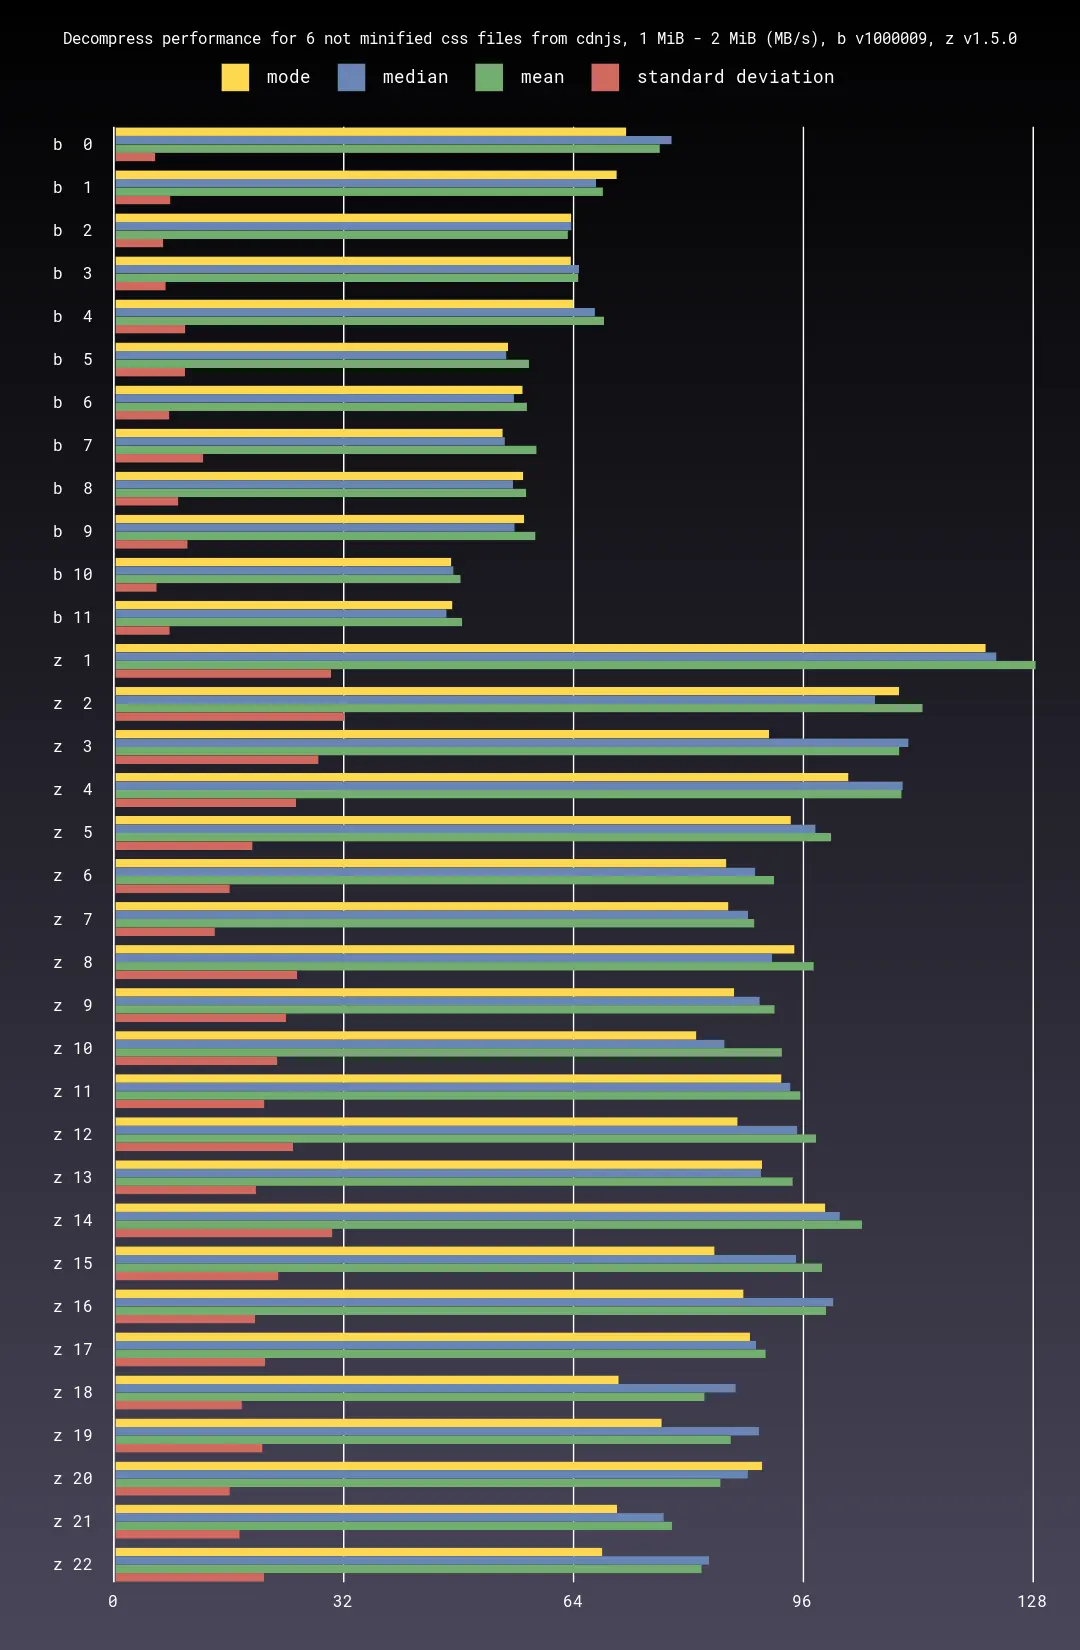 Decompress performance for 6 not minified css files from cdnjs, 1 MiB - 2 MiB (MB/s), b v1000009, z v1.5.0
mode median mean standard deviation
b 0
b 1
b 2
b 3
b 4
b 5
b 6
b 7
b 8
b 9
b 10
b 11
z 1
z 2
z 3
z 4
z 5
z 6
z 7
z 8
z 9
z 10
z 11
z 12
z 13
z 14
z 15
z 16
z 17
z 18
z 19
z 20
z 21
z 22
0 32 64 96 128